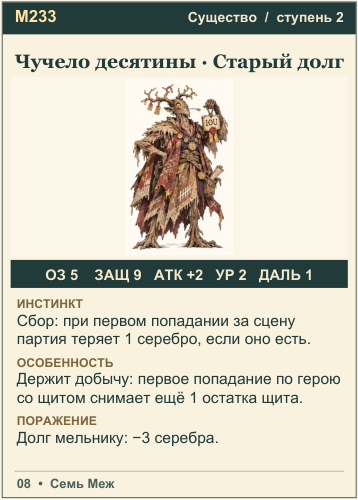 M233
Существо / ступень 2
Чучело десятины · Старый долг
IOU
ОЗ 5 ЗАЩ 9 АТК +2 УР 2 ДАЛЬ 1
ИНСТИНКТ
Сбор: при первом попадании за сцену
партия теряет 1 серебро, если оно есть.
ОСОБЕННОСТЬ
Держит добычу: первое попадание по герою
со щитом снимает ещё 1 остатка щита.
ПОРАЖЕНИЕ
Долг мельнику: −3 серебра.
08 • Семь Меж